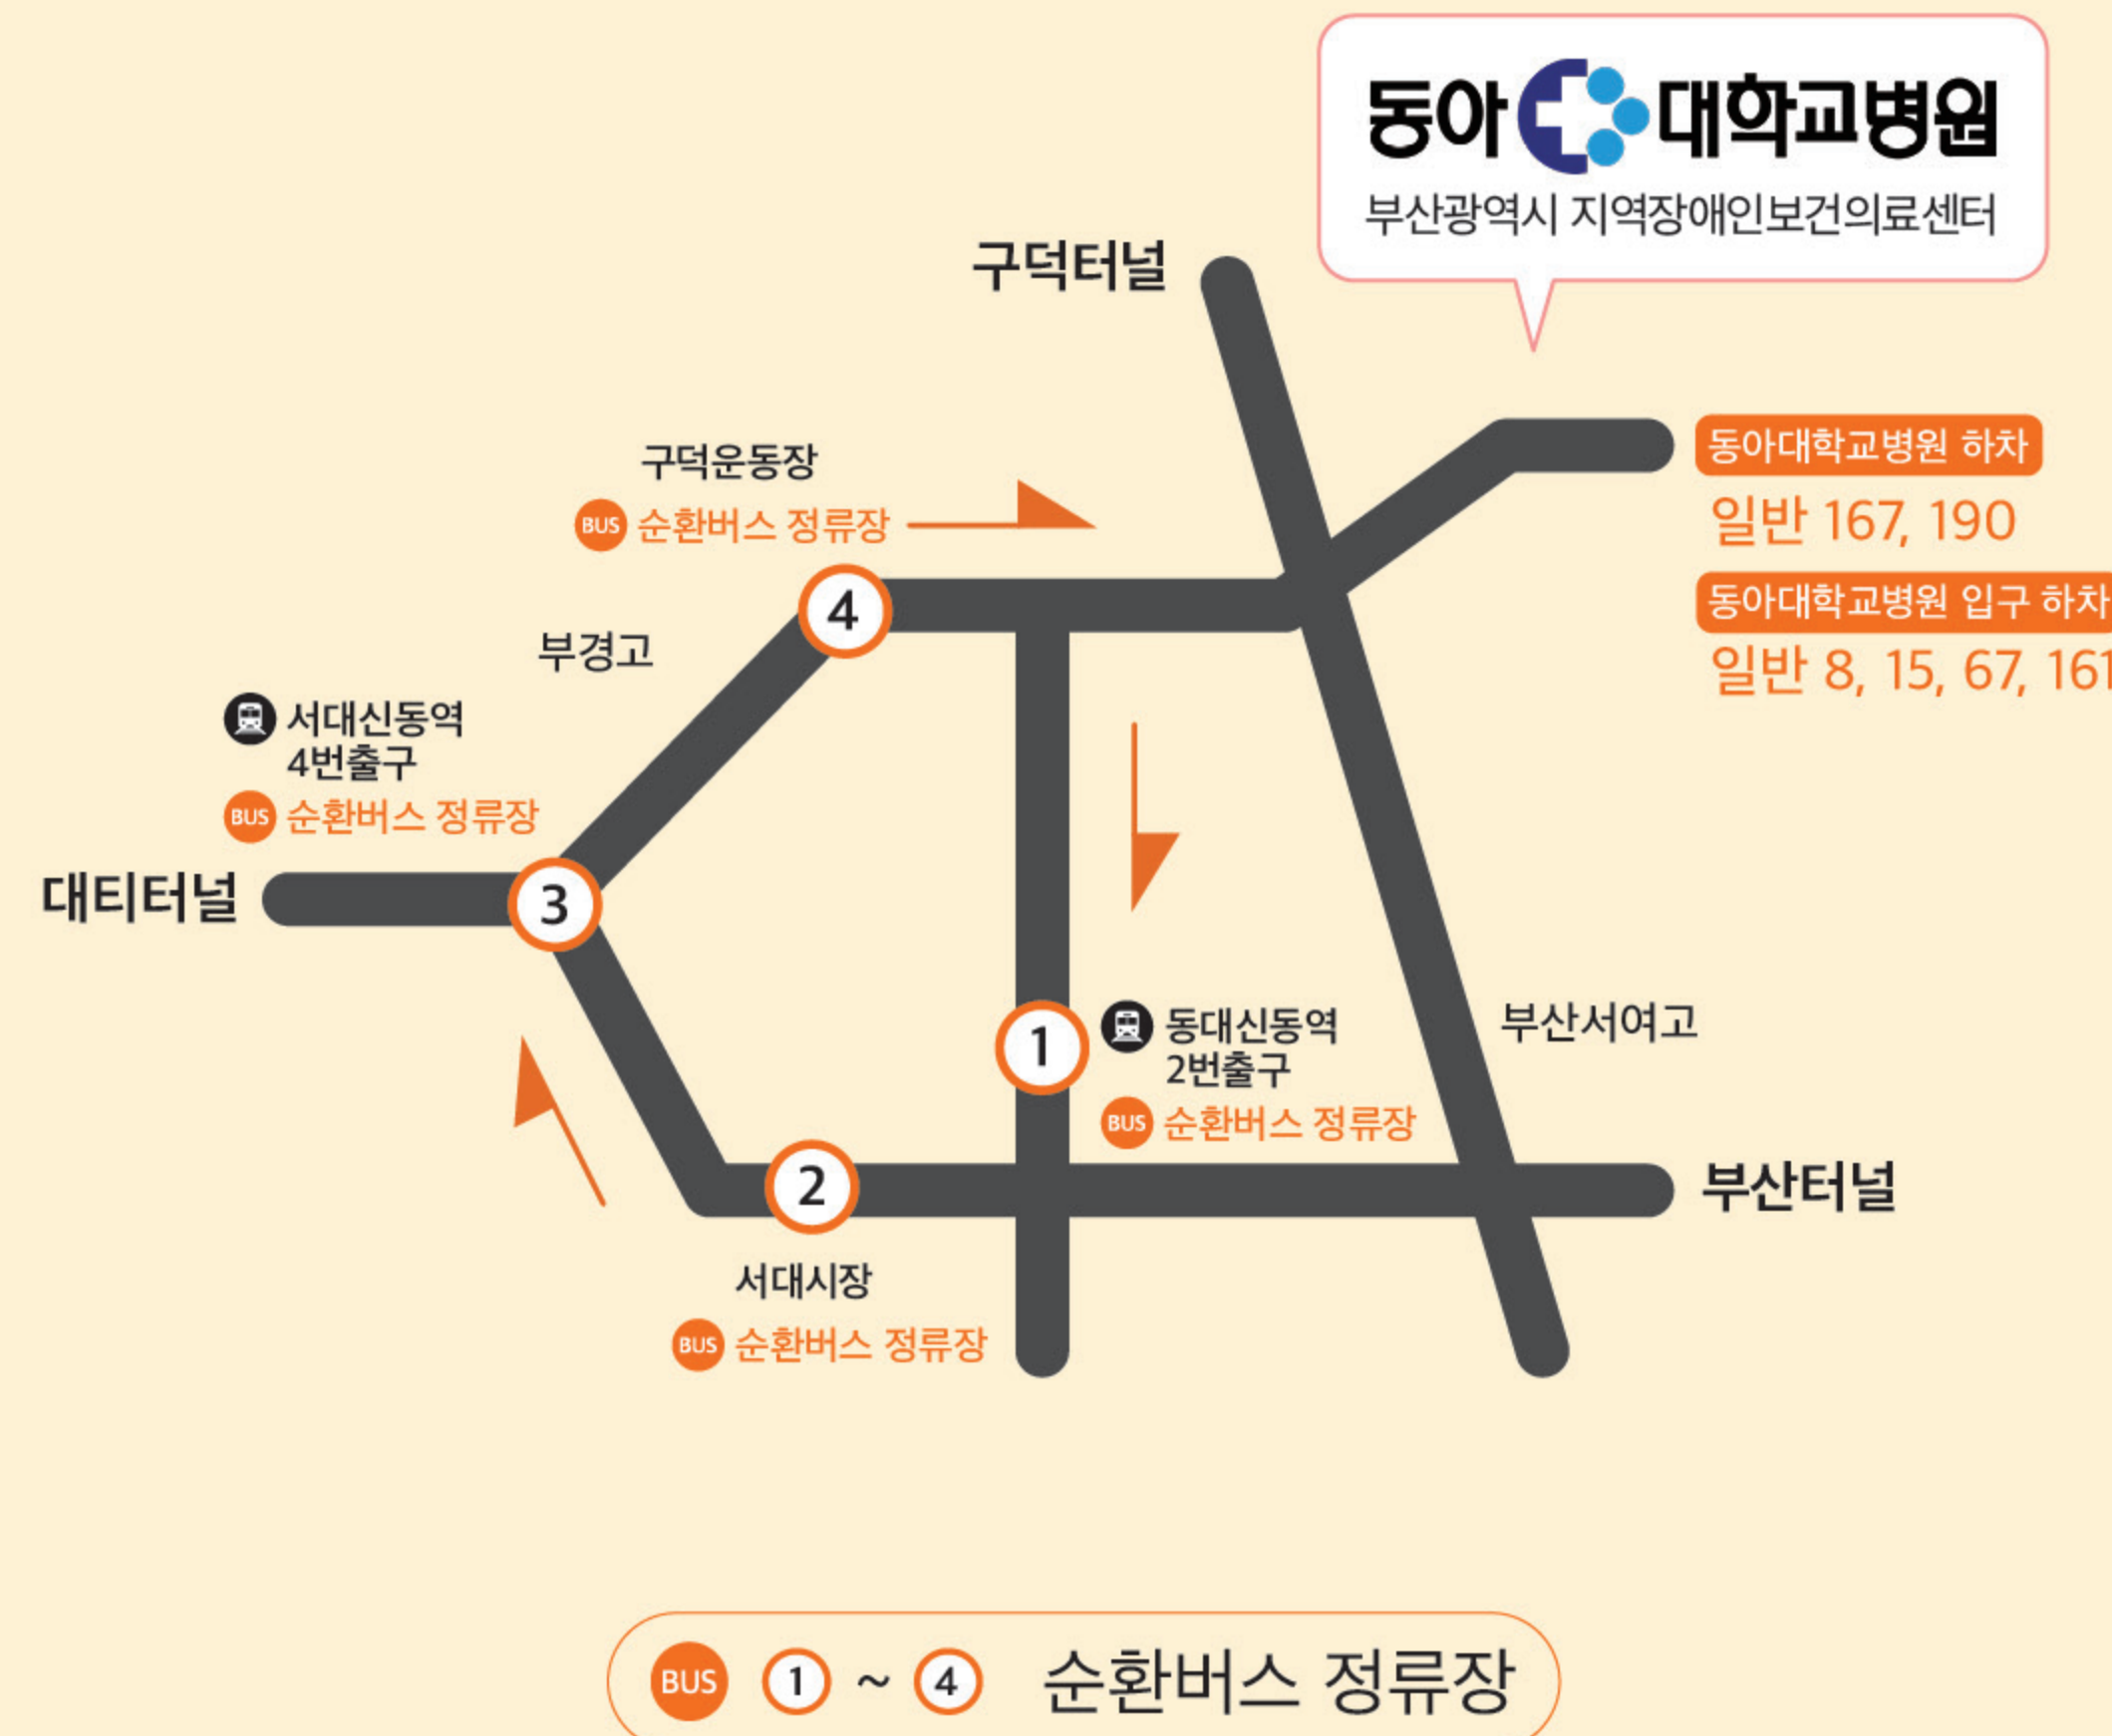 동아대학교병원
부산광역시 지역장애인보건의료센터
구덕터널
구덕운동장
BUS 순환버스 정류장
동아대학교병원 하차
일반 167, 190
동아대학교병원 입구 하차
일반 8, 15, 67, 161
4
부경고
서대신동역
4번출구
BUS 순환버스 정류장
대티터널
3
1
동대신동역
2번출구
BUS 순환버스 정류장
부산서여고
2
부산터널
서대시장
BUS 순환버스 정류장
BUS 1 ~ 4 순환버스 정류장